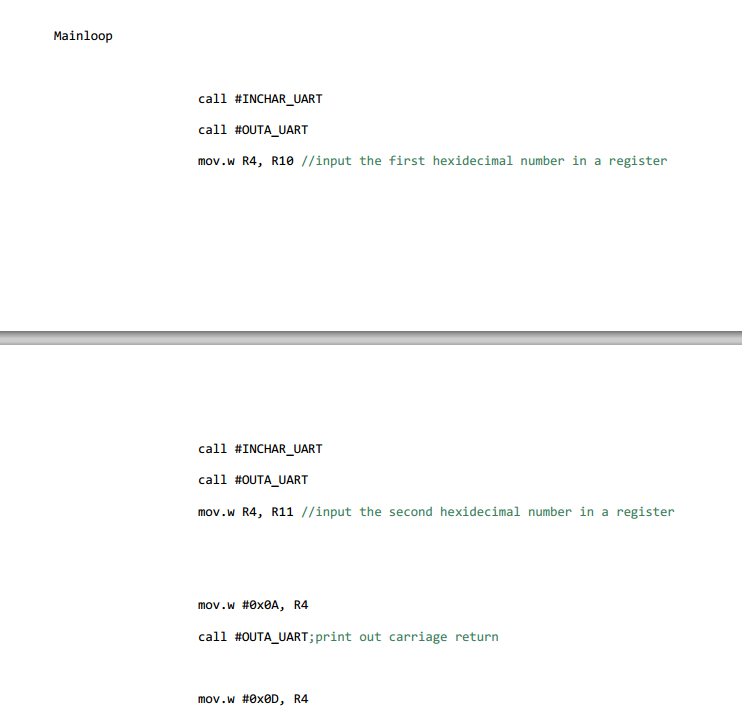 Mainloop
call #INCHAR_UART
call #OUTA_UART
mov.w R4, R10 //input the first hexidecimal number in a register
call #INCHAR_UART
call #OUTA_UART
mov.w R4, R11 //input the second hexidecimal number in a register
mov.w #0x0A, R4
call #OUTA_UART;print out carriage return
mov.w #0x0D, R4